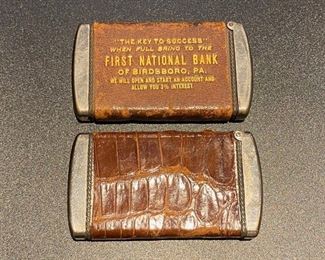 "THE KEY TO SUCCESS"
WHEN FULL BRING TO THE
FIRST NATIONAL BANK
OF BIRDSBORO, PA.
WE WILL OPEN AND START AN ACCOUNT AND
ALLOW YOU 3% INTEREST